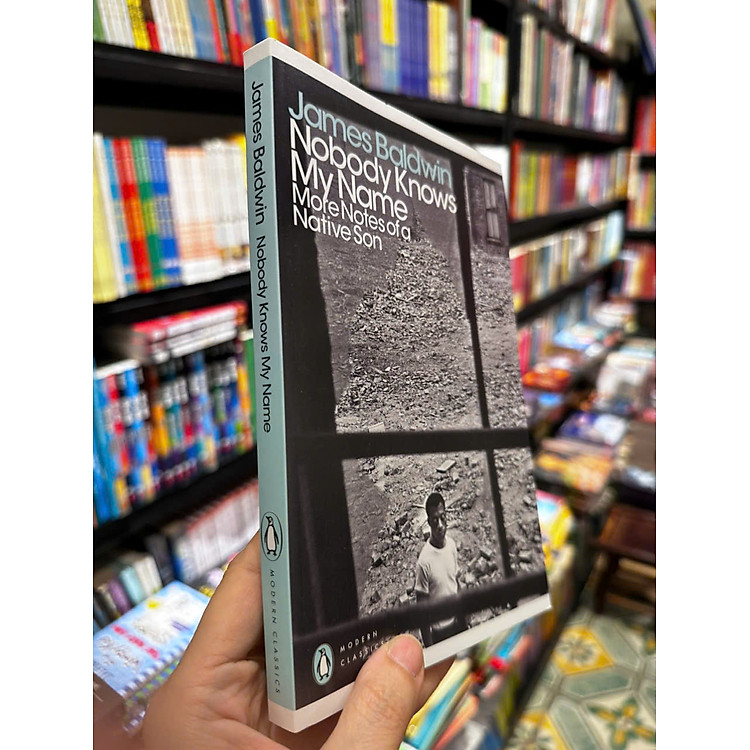 James Baldwin Nobody Knows My Name
MODERN CLASSICS
James Baldwin
Nobody Knows
My Name
More Notes of a
Native Son
MODERN
CLASSICS